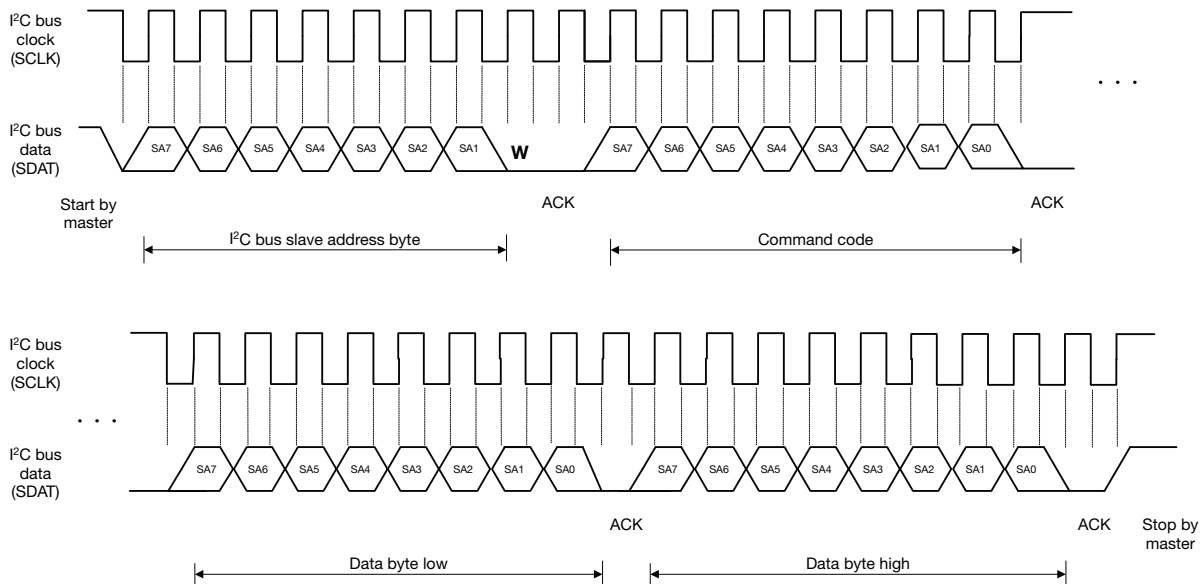 I²C bus
clock
(SCLK)
. . .
I²C bus
data
(SDAT)
SA7 SA6 SA5 SA4 SA3 SA2 SA1 W SA7 SA6 SA5 SA4 SA3 SA2 SA1 SA0
Start by
master
ACK
ACK
I²C bus slave address byte
Command code
I²C bus
clock
(SCLK)
. . .
I²C bus
data
(SDAT)
SA7 SA6 SA5 SA4 SA3 SA2 SA1 SA0 SA7 SA6 SA5 SA4 SA3 SA2 SA1 SA0
ACK
ACK
Stop by
master
Data byte low
Data byte high